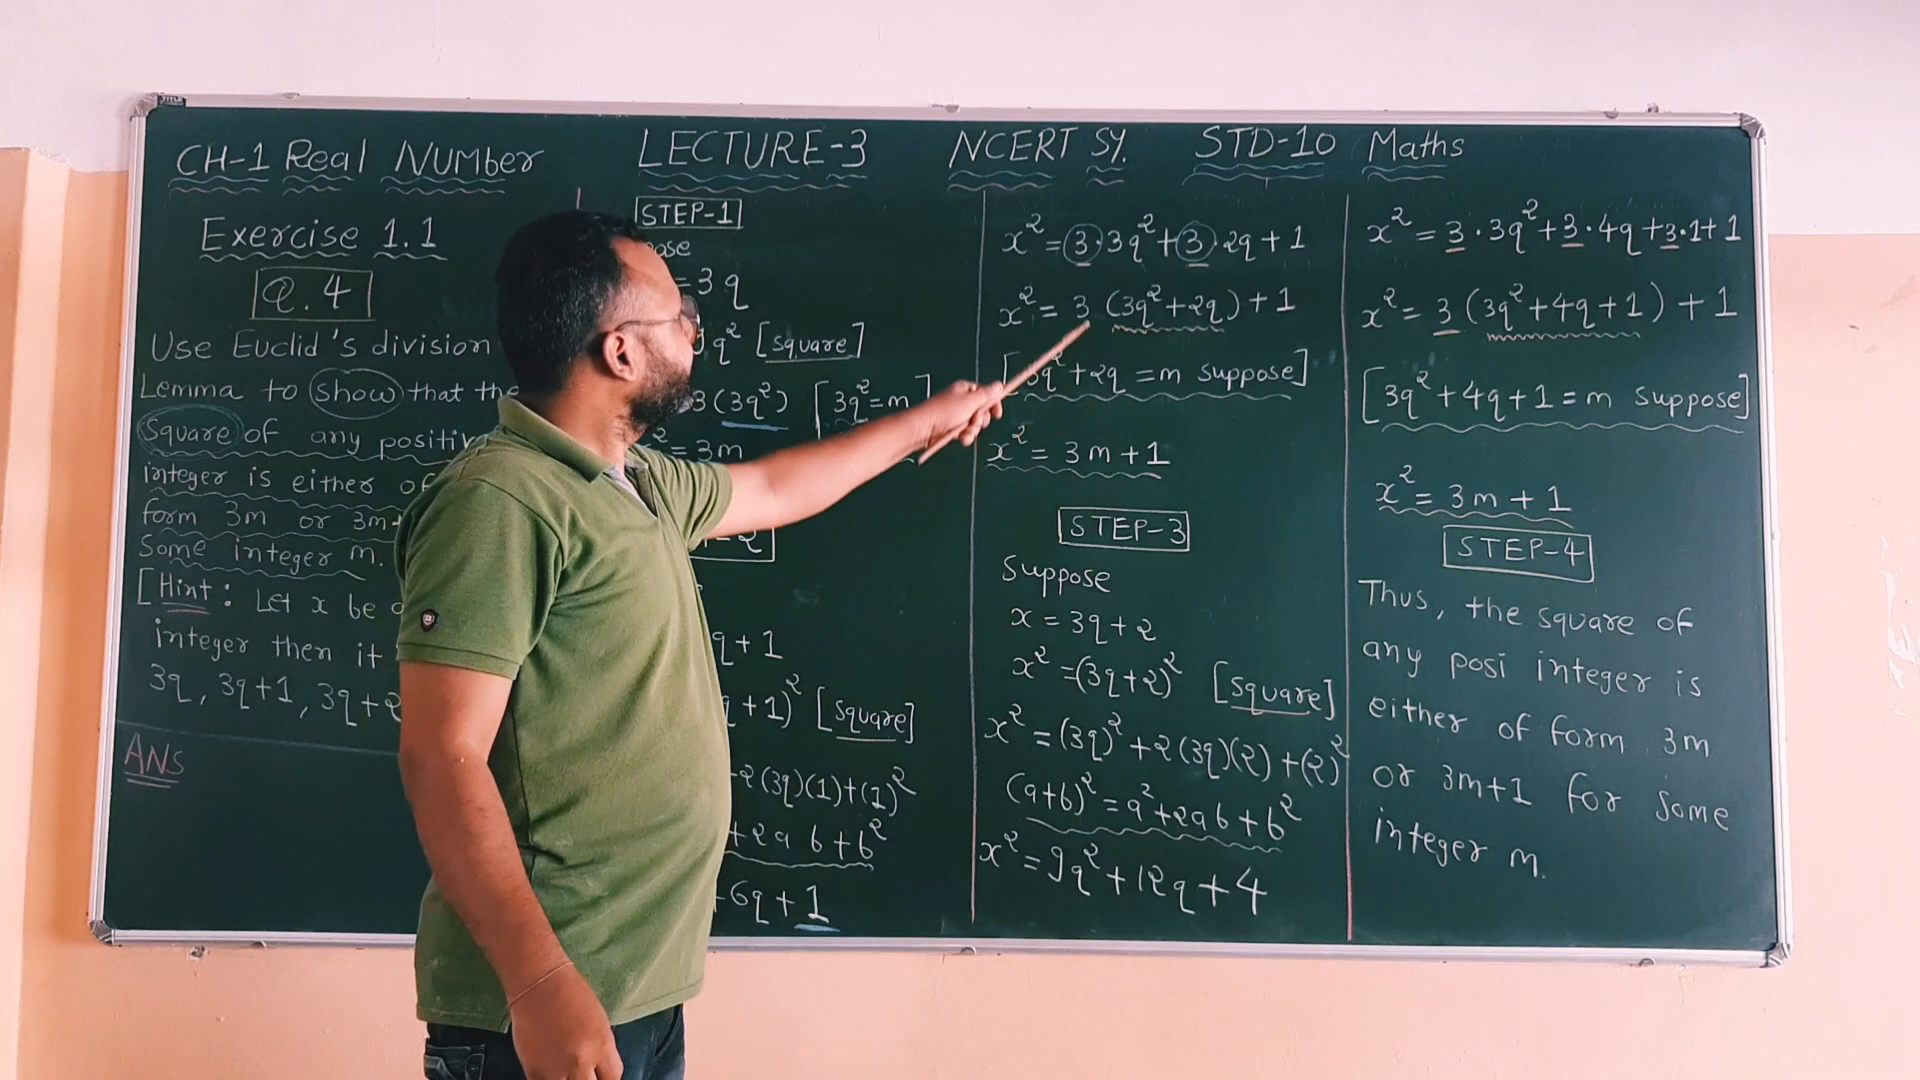 CH-1 Real NUMber LECTURE-3 NCERT SY. STD-10 Maths
Exercise 1.1
Q.4
Use Euclid's division
Lemma to show that the
square of any positiv
integer is either of
form 3m or 3m+
Some integer m.
[Hint: Let x be a
integer then it
3q, 3q+1, 3q+2
ANS
STEP-1
pose
=3q
9q² [square]
3(3q²) [3q²=m]
²=3m
q+1
q+1)² [square]
+2(3q)(1)+(1)²
+2ab+b²
+6q+1
x²=3·3q²+3·2q+1
x²=3(3q²+2q)+1
[3q²+2q=m suppose]
x²=3m+1
STEP-3
Suppose
x=3q+2
x²=(3q+2)² [square]
x²=(3q)²+2(3q)(2)+(2)²
(a+b)²=a²+2ab+b²
x²=9q²+12q+4
x²=3·3q²+3·4q+3·1+1
x²=3(3q²+4q+1)+1
[3q²+4q+1=m suppose]
x²=3m+1
STEP-4
Thus, the square of
any posi integer is
either of form 3m
or 3m+1 for some
integer m.